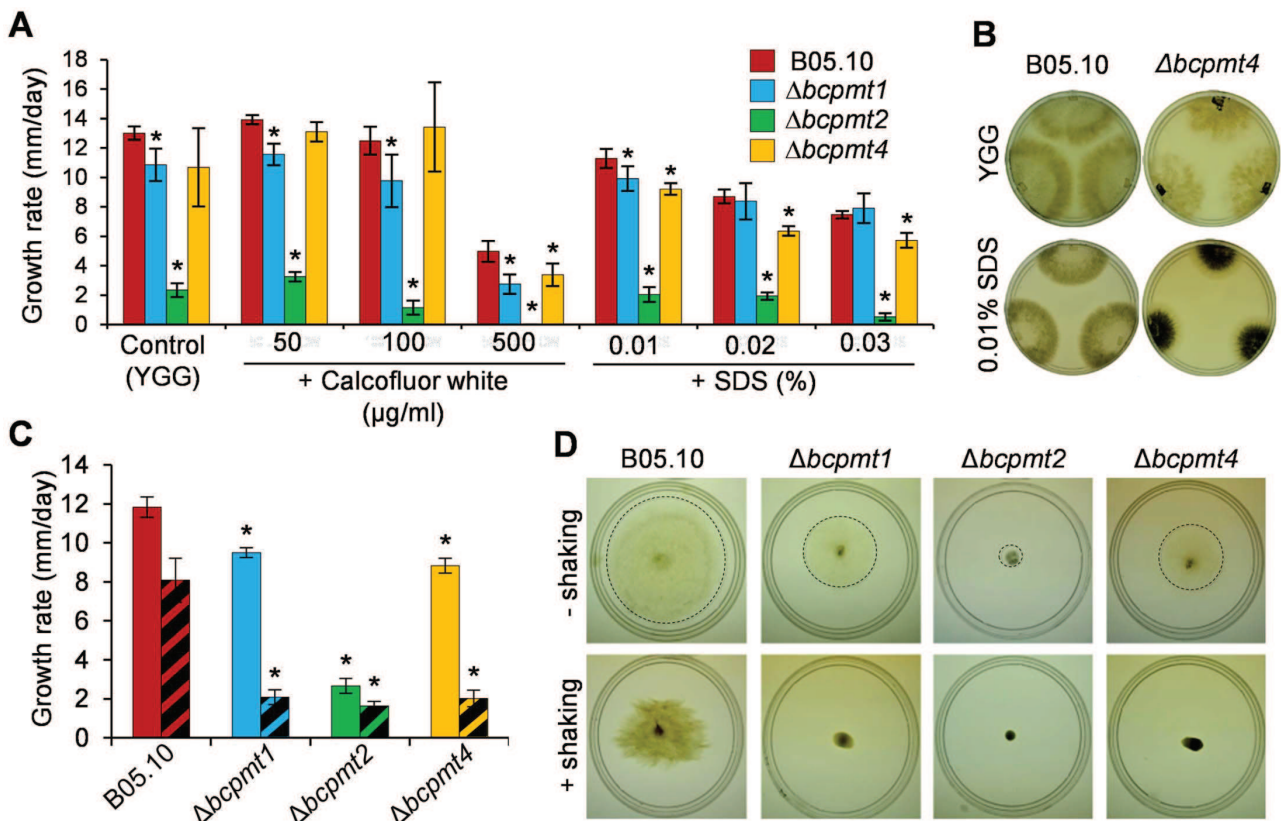 A
Growth rate (mm/day)
18
16
14
12
10
8
6
4
2
0
B05.10
Δbcpmt1
Δbcpmt2
Δbcpmt4
* * * * * * * * * * * * * * *
Control
(YGG)
50 100 500
+ Calcofluor white
(µg/ml)
0.01 0.02 0.03
+ SDS (%)
B
B05.10 Δbcpmt4
YGG
0.01% SDS
C
Growth rate (mm/day)
14
12
10
8
6
4
2
0
* * * * * *
B05.10 Δbcpmt1 Δbcpmt2 Δbcpmt4
D
B05.10 Δbcpmt1 Δbcpmt2 Δbcpmt4
- shaking
+ shaking